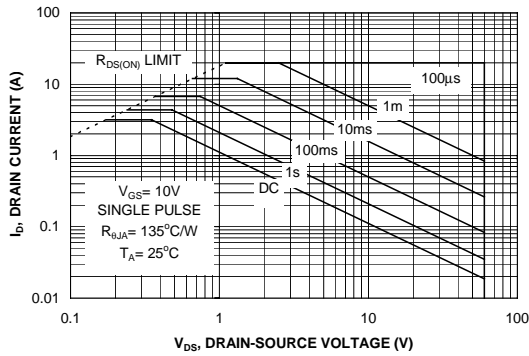 100
10
1
0.1
0.01
0.1
1
10
100
I_D, DRAIN CURRENT (A)
V_DS, DRAIN-SOURCE VOLTAGE (V)
R_DS(ON) LIMIT
100µs
1m
10ms
100ms
1s
DC
V_GS= 10V
SINGLE PULSE
R_θJA= 135°C/W
T_A= 25°C